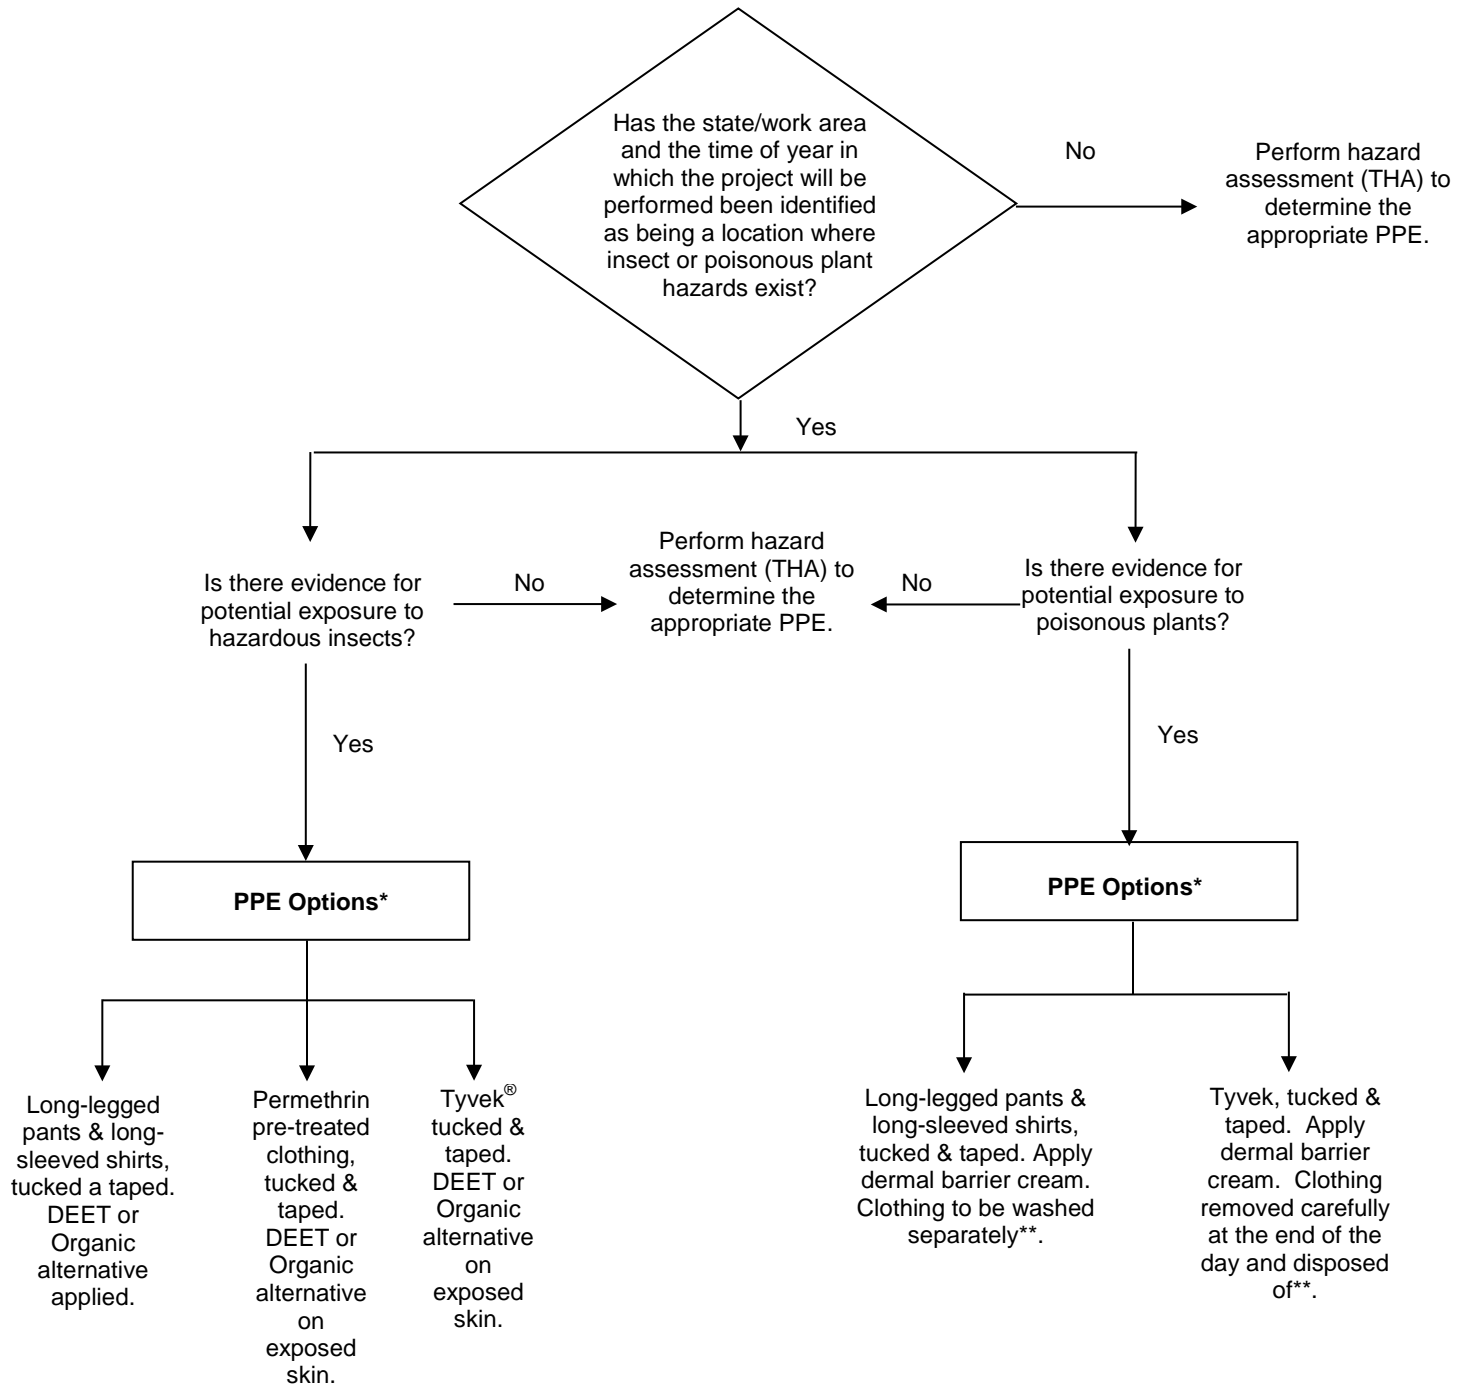 Has the state/work area
and the time of year in
which the project will be
performed been identified
as being a location where
insect or poisonous plant
hazards exist?
No
Perform hazard
assessment (THA) to
determine the
appropriate PPE.
Yes
Is there evidence for
potential exposure to
hazardous insects?
No
Perform hazard
assessment (THA) to
determine the
appropriate PPE.
No
Is there evidence for
potential exposure to
poisonous plants?
Yes
Yes
PPE Options*
PPE Options*
Long-legged
pants & long-
sleeved shirts,
tucked a taped.
DEET or
Organic
alternative
applied.
Permethrin
pre-treated
clothing,
tucked &
taped.
DEET or
Organic
alternative
on
exposed
skin.
Tyvek®
tucked &
taped.
DEET or
Organic
alternative
on
exposed
skin.
Long-legged pants &
long-sleeved shirts,
tucked & taped. Apply
dermal barrier cream.
Clothing to be washed
separately**.
Tyvek, tucked &
taped.  Apply
dermal barrier
cream.  Clothing
removed carefully
at the end of the
day and disposed
of**.